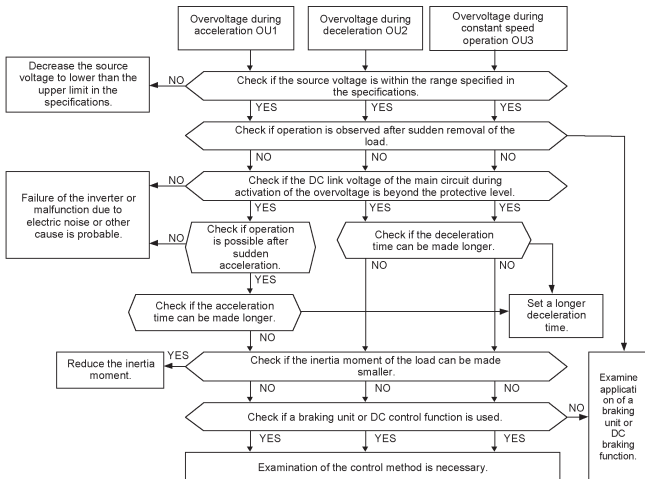 Overvoltage during
acceleration OU1
Overvoltage during
deceleration OU2
Overvoltage during
constant speed
operation OU3
Decrease the source
voltage to lower than the
upper limit in the
specifications.
NO
Check if the source voltage is within the range specified in
the specifications.
YES
YES
YES
Check if operation is observed after sudden removal of the
load.
NO
NO
NO
Failure of the inverter or
malfunction due to
electric noise or other
cause is probable.
NO
Check if the DC link voltage of the main circuit during
activation of the overvoltage is beyond the protective level.
YES
YES
YES
NO
Check if operation
is possible after
sudden
acceleration.
Check if the deceleration
time can be made longer.
NO
NO
YES
Check if the acceleration
time can be made longer.
Set a longer
deceleration
time.
NO
Reduce the inertia
moment.
YES
Check if the inertia moment of the load can be made
smaller.
NO
NO
NO
Check if a braking unit or DC control function is used.
NO
Examine
applicati
on of a
braking
unit or
DC
braking
function.
YES
YES
YES
Examination of the control method is necessary.